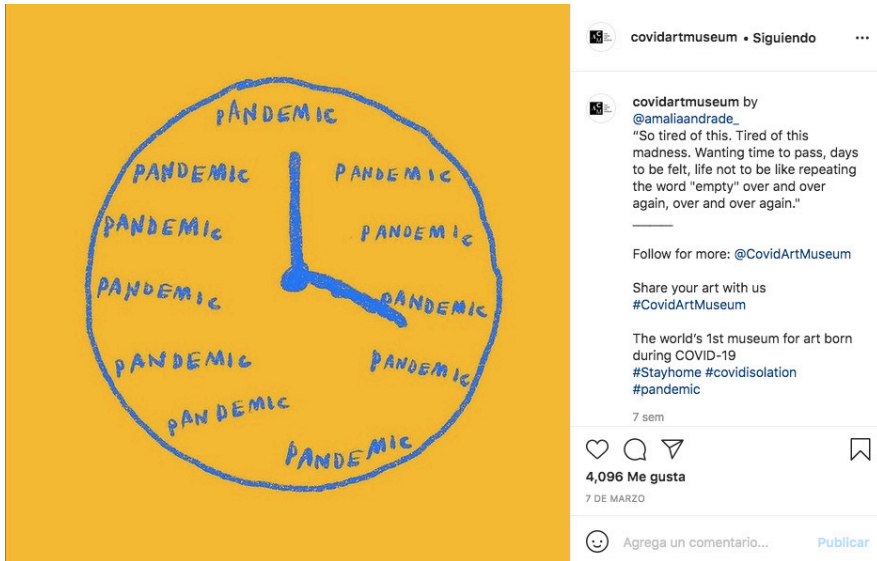 PANDEMIC
PANDEMIC PANDEMIC
PANDEMIC PANDEMIC
PANDEMIC PANDEMIC
PANDEMIC PANDEMIC
PANDEMIC
PANDEMIC
covidartmuseum • Siguiendo
covidartmuseum by
@amaliaandrade_
“So tired of this. Tired of this
madness. Wanting time to pass, days
to be felt, life not to be like repeating
the word "empty" over and over
again, over and over again."
Follow for more: @CovidArtMuseum
Share your art with us
#CovidArtMuseum
The world's 1st museum for art born
during COVID-19
#Stayhome #covidisolation
#pandemic
7 sem
4,096 Me gusta
7 DE MARZO
Agrega un comentario... Publicar